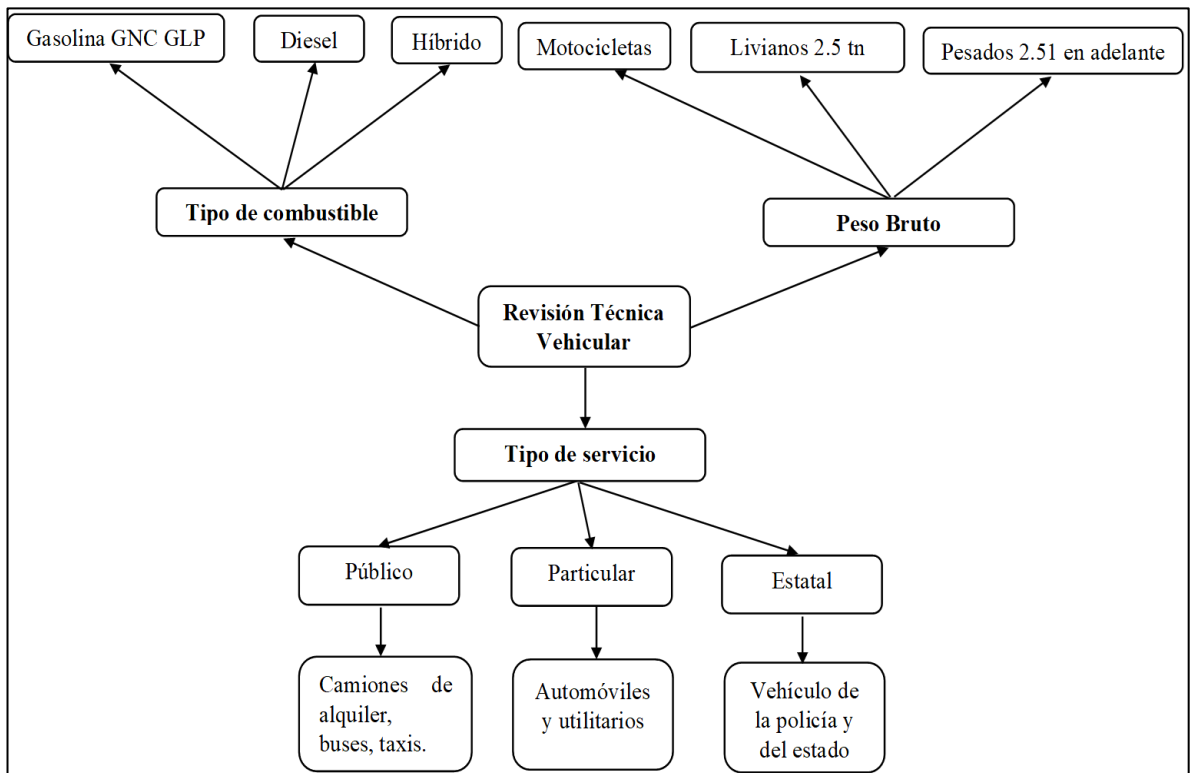 Gasolina GNC GLP
Diesel
Híbrido
Motocicletas
Livianos 2.5 tn
Pesados 2.51 en adelante
Tipo de combustible
Peso Bruto
Revisión Técnica
Vehicular
Tipo de servicio
Público
Particular
Estatal
Camiones de
alquiler,
buses, taxis.
Automóviles
y utilitarios
Vehículo de
la policía y
del estado